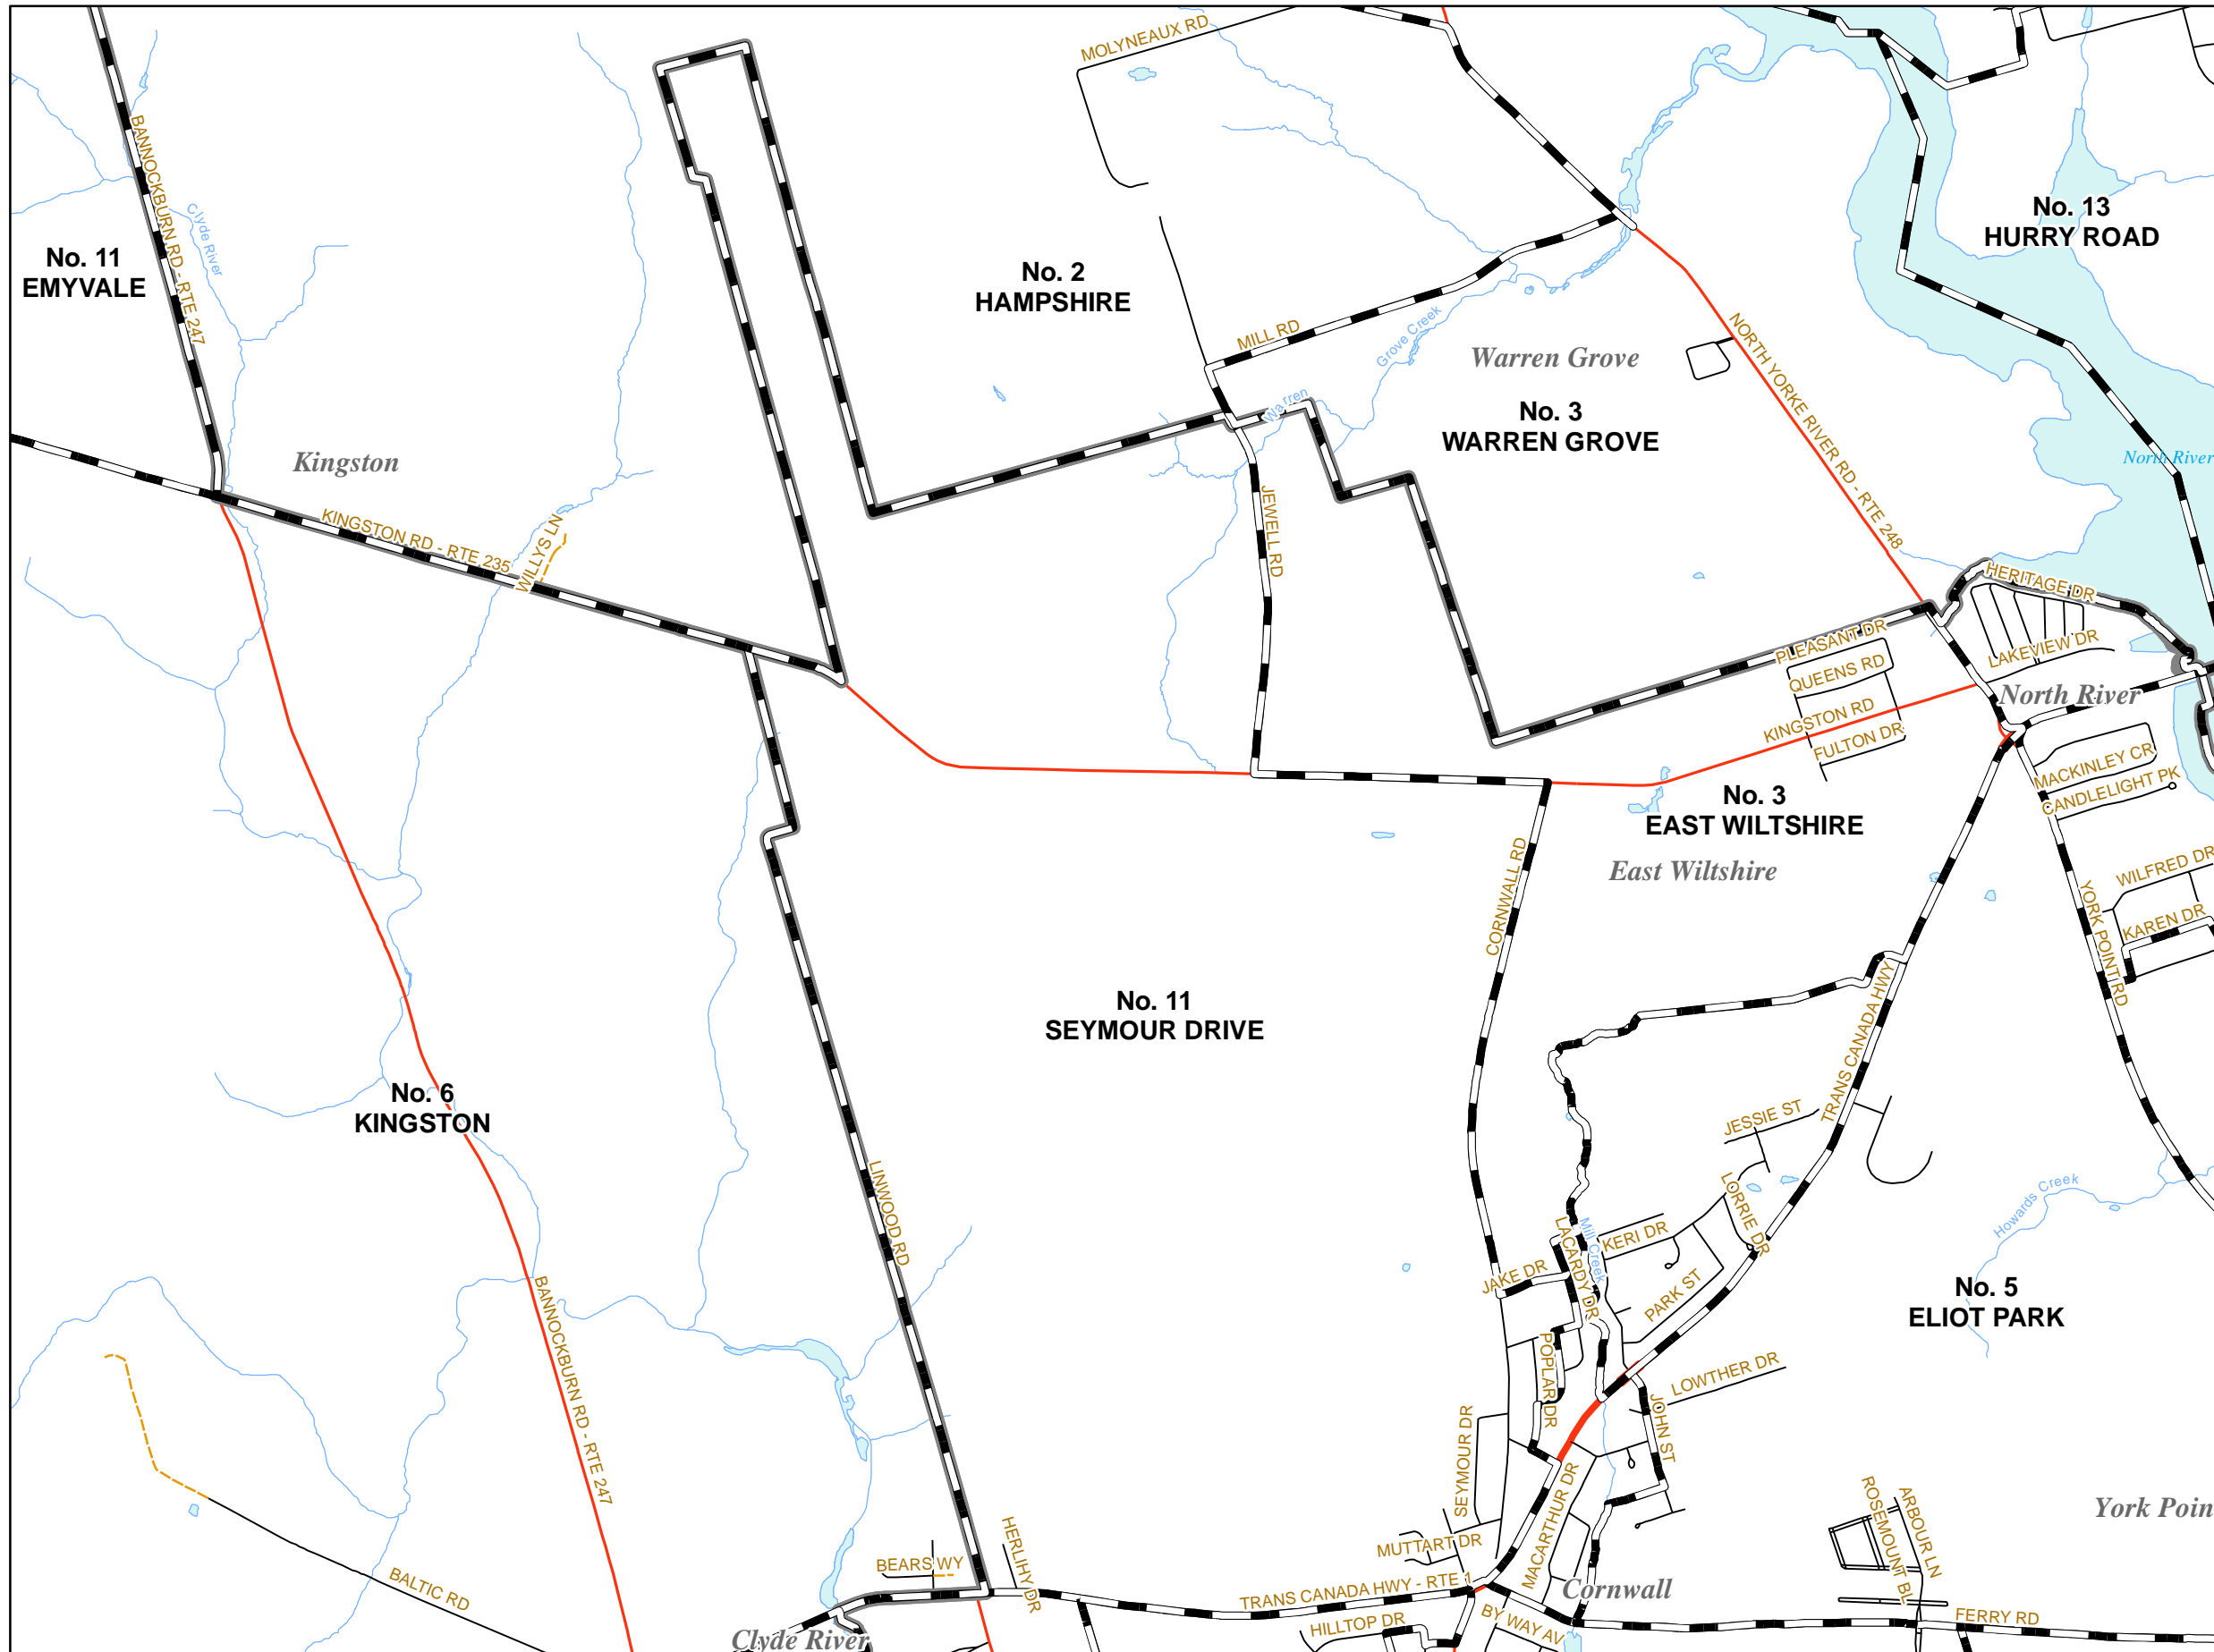 MOLYNEAUX RD
BANNOCKBURN RD - RTE 247
Clyde River
No. 11
EMYVALE
No. 2
HAMPSHIRE
No. 13
HURRY ROAD
MILL RD
Grove Creek
Warren Grove
NORTH YORKE RIVER RD - RTE 248
Warren
No. 3
WARREN GROVE
Kingston
North River
KINGSTON RD - RTE 235
WILLYS LN
JEWELL RD
HERITAGE DR
PLEASANT DR
LAKEVIEW DR
QUEENS RD
North River
KINGSTON RD
FULTON DR
MACKINLEY CR
CANDLELIGHT PK
No. 3
EAST WILTSHIRE
East Wiltshire
CORNWALL RD
WILFRED DR
KAREN DR
YORK POINT RD
TRANS CANADA HWY
No. 11
SEYMOUR DRIVE
No. 6
KINGSTON
JESSIE ST
LINWOOD RD
LORRIE DR
Howards Creek
KERI DR
Mill Creek
LACARDY DR
JAKE DR
PARK ST
No. 5
ELIOT PARK
BANNOCKBURN RD - RTE 247
POPLAR DR
LOWTHER DR
JOHN ST
SEYMOUR DR
MACARTHUR DR
ROSEMOUNT BL
ARBOUR LN
York Poin
HERLIHY DR
MUTTART DR
BEARS WY
BALTIC RD
TRANS CANADA HWY - RTE 1
Cornwall
HILLTOP DR
BY WAY AV
FERRY RD
Clyde River